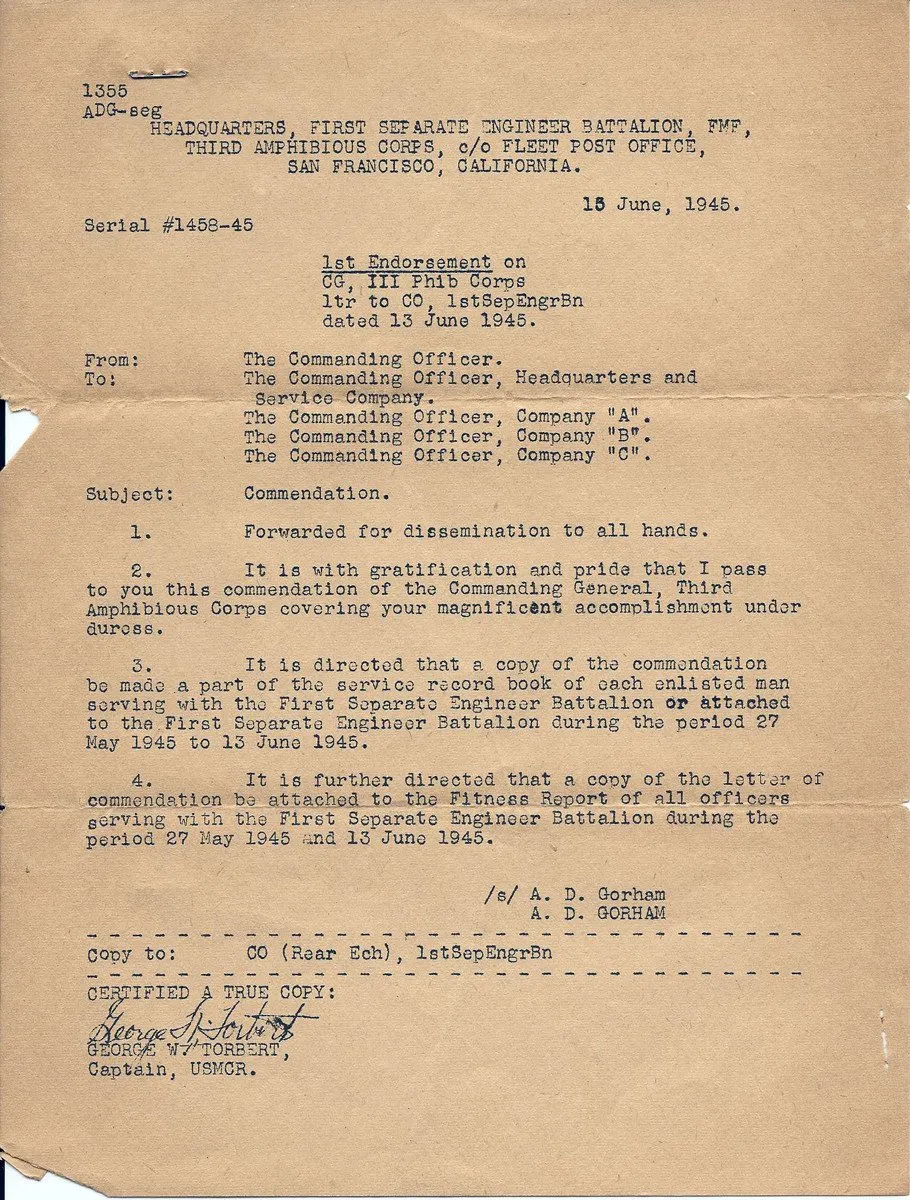 1355
ADG-seg
HEADQUARTERS, FIRST SEPARATE ENGINEER BATTALION, FMF,
THIRD AMPHIBIOUS CORPS, c/o FLEET POST OFFICE,
SAN FRANCISCO, CALIFORNIA.
15 June, 1945.
Serial #1458-45
1st Endorsement on
CG, III Phib Corps
ltr to CO, 1stSepEngrBn
dated 13 June 1945.
From: The Commanding Officer.
To: The Commanding Officer, Headquarters and
Service Company.
The Commanding Officer, Company "A".
The Commanding Officer, Company "B".
The Commanding Officer, Company "C".
Subject: Commendation.
1. Forwarded for dissemination to all hands.
2. It is with gratification and pride that I pass
to you this commendation of the Commanding General, Third
Amphibious Corps covering your magnificent accomplishment under
duress.
3. It is directed that a copy of the commendation
be made a part of the service record book of each enlisted man
serving with the First Separate Engineer Battalion or attached
to the First Separate Engineer Battalion during the period 27
May 1945 to 13 June 1945.
4. It is further directed that a copy of the letter of
commendation be attached to the Fitness Report of all officers
serving with the First Separate Engineer Battalion during the
period 27 May 1945 and 13 June 1945.
/s/ A. D. Gorham
A. D. GORHAM
Copy to: CO (Rear Ech), 1stSepEngrBn
CERTIFIED A TRUE COPY:
George W. Torbert
GEORGE W. TORBERT,
Captain, USMCR.